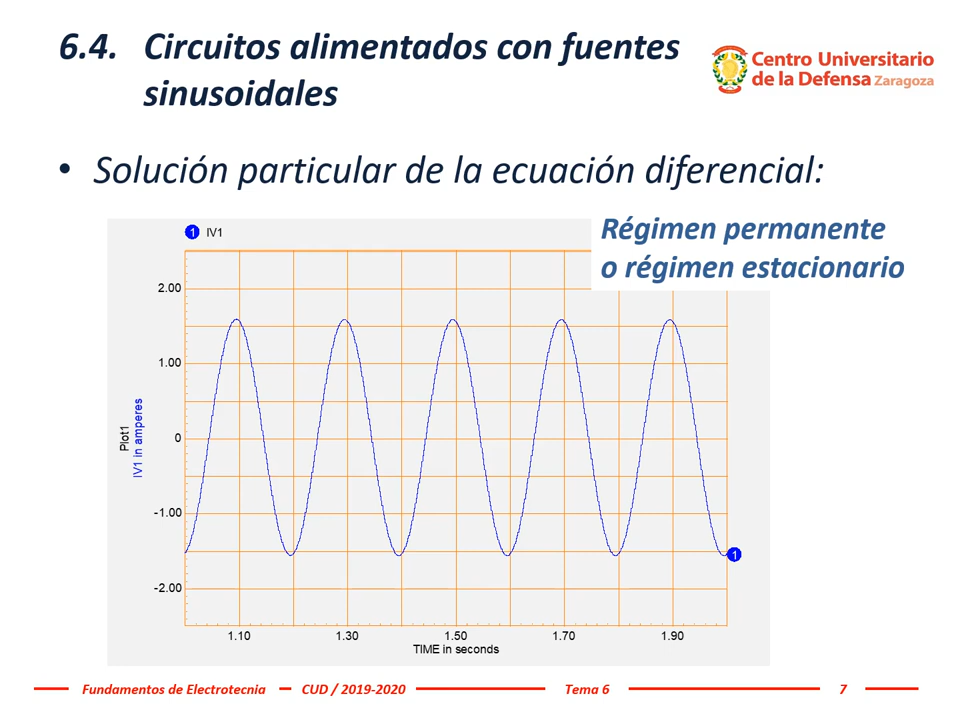 6.4. Circuitos alimentados con fuentes
sinusoidales
Centro Universitario
de la Defensa Zaragoza
• Solución particular de la ecuación diferencial:
1 IV1
Régimen permanente
o régimen estacionario
2.00
1.00
0
-1.00
-2.00
Plot1
IV1 in amperes
1
1.10 1.30 1.50 1.70 1.90
TIME in seconds
Fundamentos de Electrotecnia CUD / 2019-2020 Tema 6 7